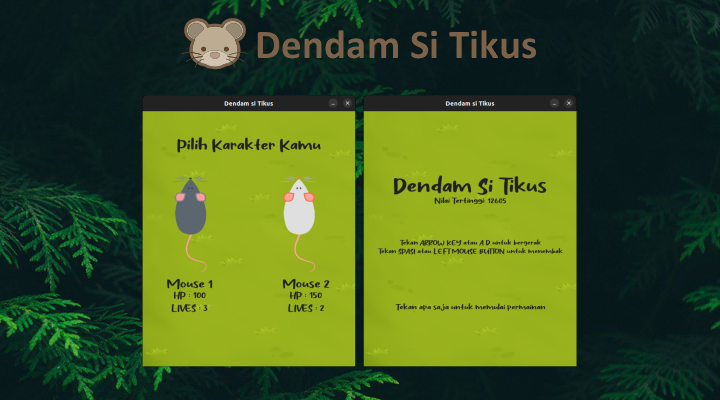 Dendam Si Tikus
Dendam si Tikus
Pilih Karakter Kamu
Mouse 1
HP : 100
LIVES : 3
Mouse 2
HP : 150
LIVES : 2
Dendam si Tikus
Dendam Si Tikus
Nilai Tertinggi: 12605
Tekan ARROW KEY atau A D untuk bergerak
Tekan SPASI atau LEFT MOUSE BUTTON untuk menembak
Tekan apa saja untuk memulai permainan